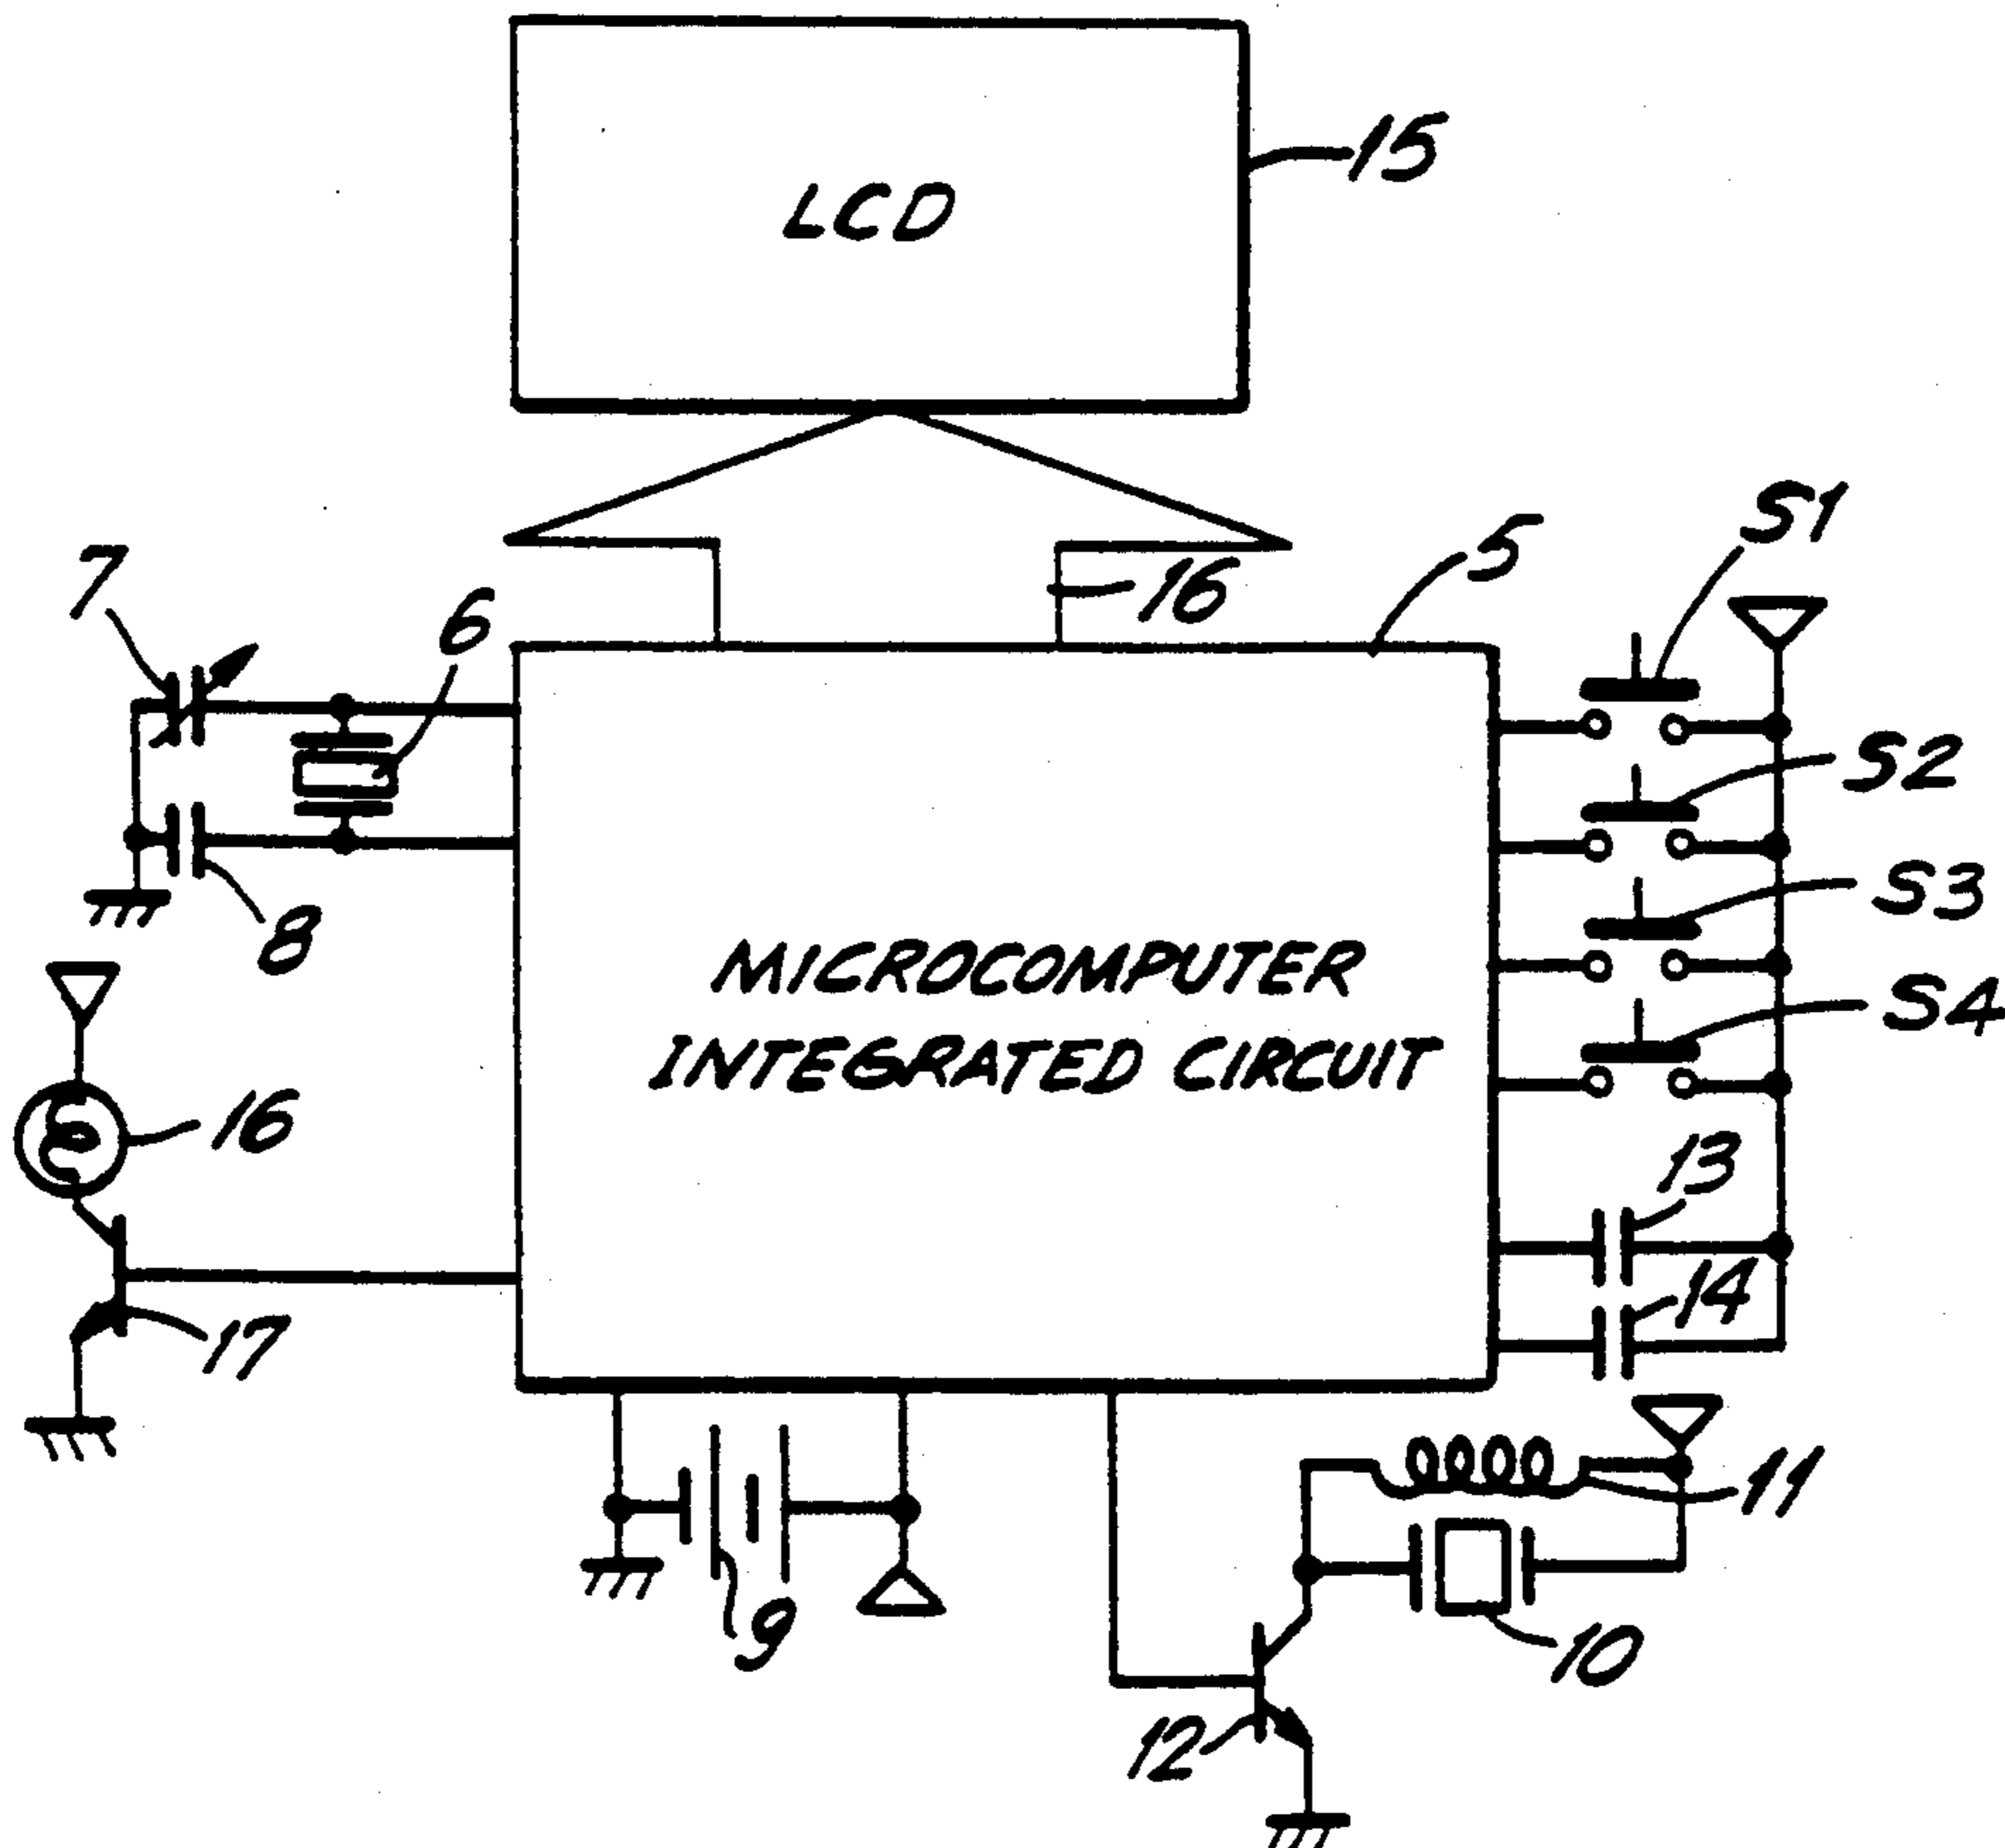 LCD
15
S1
5
7
16
6
S2
S3
8
MICROCOMPUTER
S4
INTEGRATED CIRCUIT
16
13
14
17
11
9
10
12